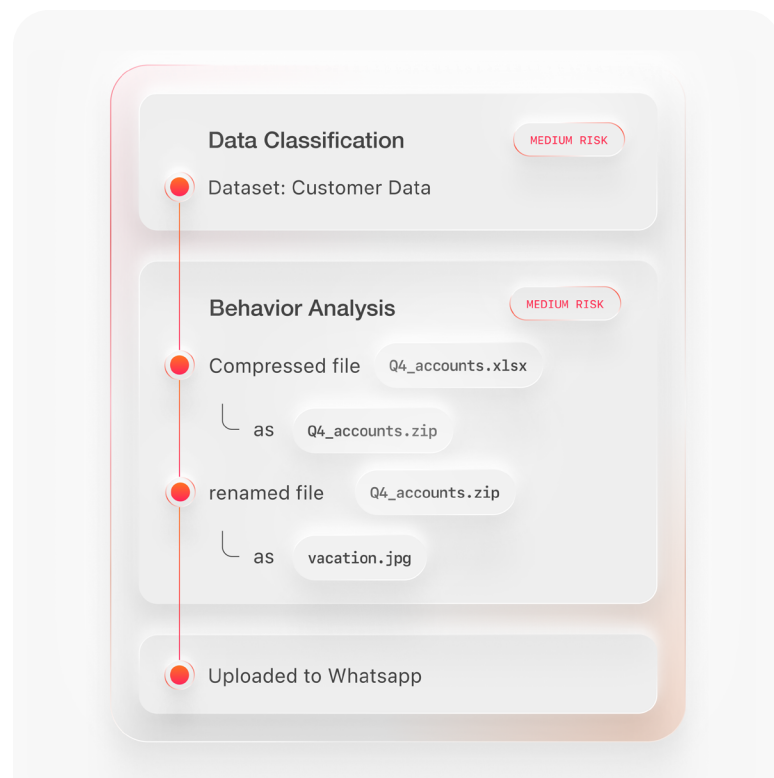 Data Classification
MEDIUM RISK
Dataset: Customer Data
Behavior Analysis
MEDIUM RISK
Compressed file Q4_accounts.xlsx
as Q4_accounts.zip
renamed file Q4_accounts.zip
as vacation.jpg
Uploaded to Whatsapp